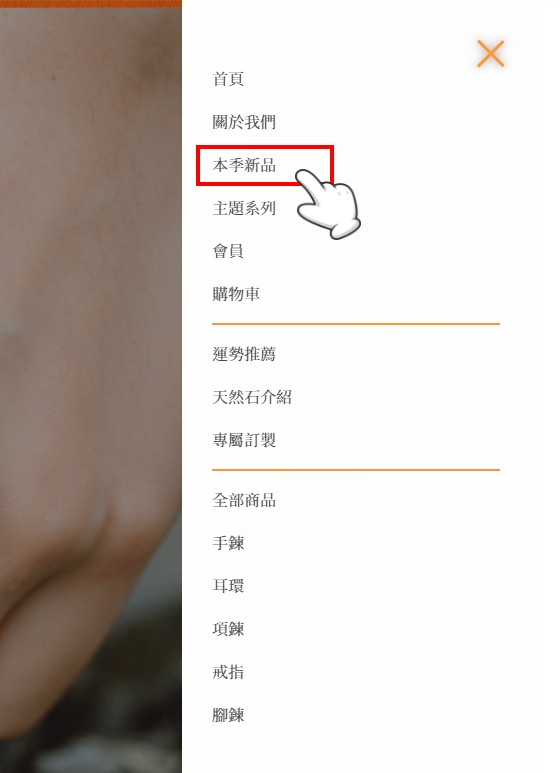 首頁
關於我們
本季新品
主題系列
會員
購物車
運勢推薦
天然石介紹
專屬訂製
全部商品
手鍊
耳環
項鍊
戒指
腳鍊